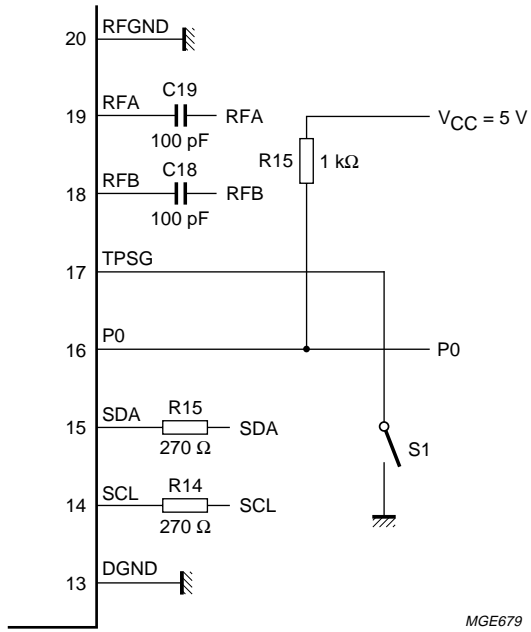 20 RFGND
C19
19 RFA RFA
100 pF
VCC = 5 V
R15 1 kΩ
C18
18 RFB RFB
100 pF
17 TPSG
16 P0 P0
R15
15 SDA SDA
270 Ω
S1
R14
14 SCL SCL
270 Ω
13 DGND
MGE679